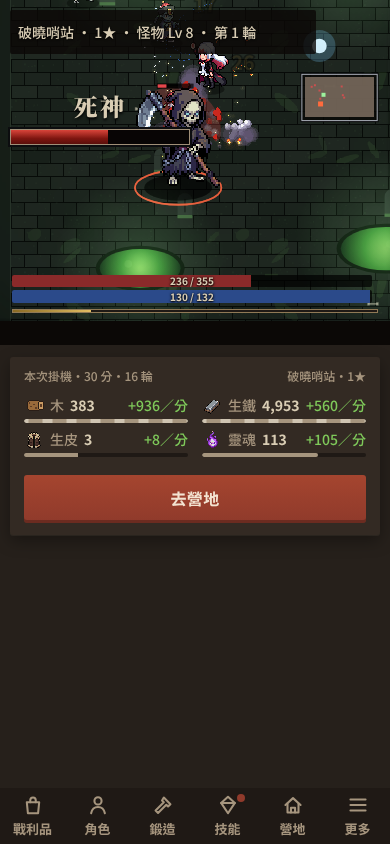 破曉哨站 • 1★ • 怪物 Lv 8 • 第 1 輪
死神
236 / 355
130 / 132
本次掛機・30 分・16 輪
破曉哨站・1★
木 383 +936／分
生鐵 4,953 +560／分
生皮 3 +8／分
靈魂 113 +105／分
去營地
戰利品
角色
鍛造
技能
營地
更多